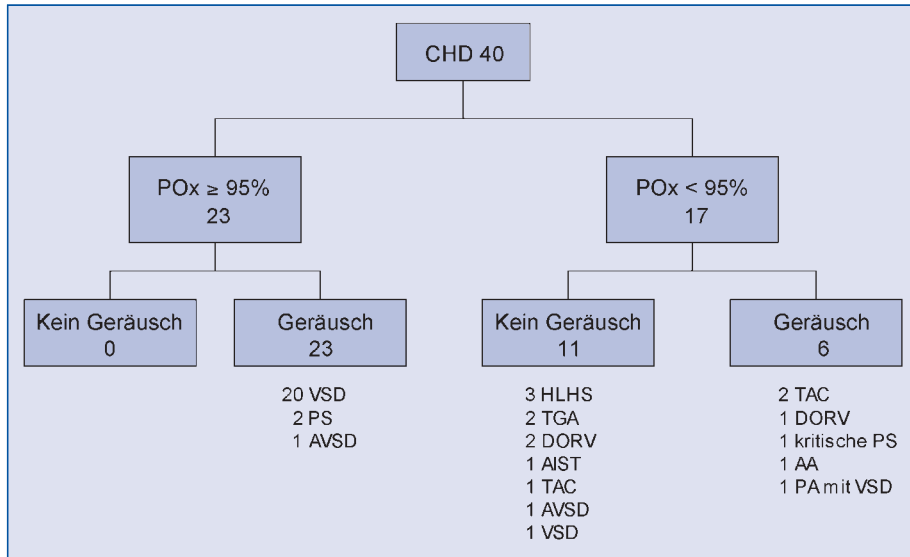 CHD 40
POx ≥ 95%
23
POx < 95%
17
Kein Geräusch
0
Geräusch
23
Kein Geräusch
11
Geräusch
6
20 VSD
2 PS
1 AVSD
3 HLHS
2 TGA
2 DORV
1 AIST
1 TAC
1 AVSD
1 VSD
2 TAC
1 DORV
1 kritische PS
1 AA
1 PA mit VSD